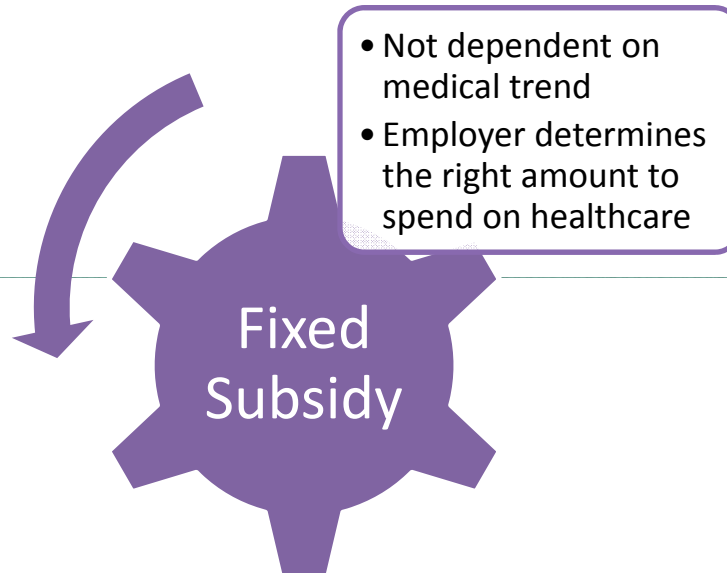 • Not dependent on
medical trend
• Employer determines
the right amount to
spend on healthcare
Fixed
Subsidy